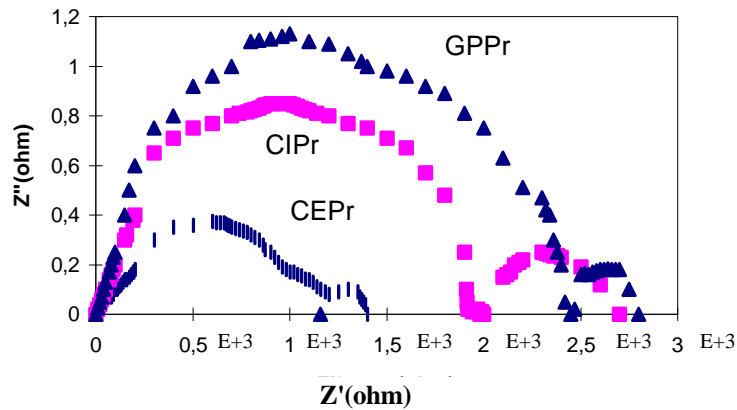 1,2
1
0,8
0,6
0,4
0,2
0
Z"(ohm)
GPPr
CIPr
CEPr
0 0,5 E+3 1 E+3 1,5 E+3 2 E+3 2,5 E+3 3 E+3
Z'(ohm)